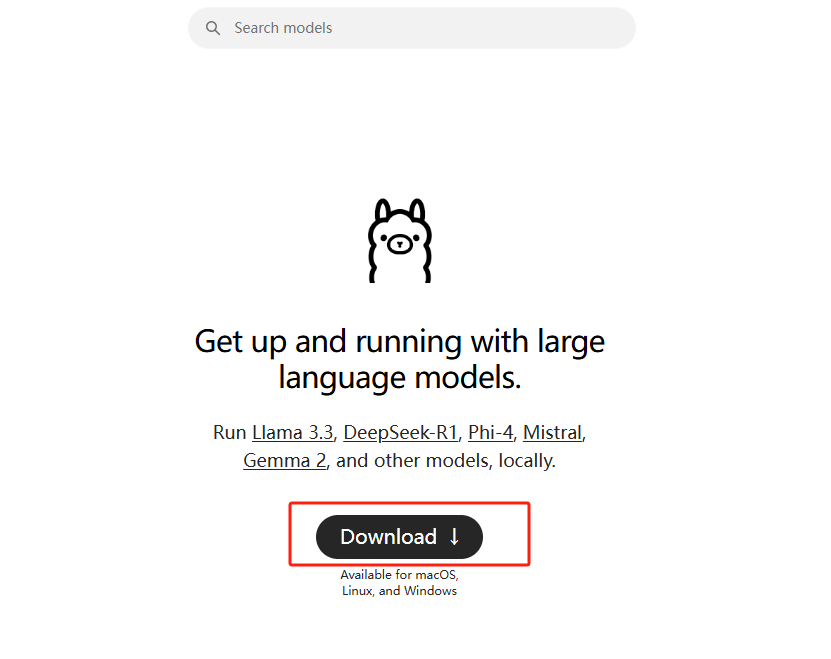 Search models
Get up and running with large
language models.
Run Llama 3.3, DeepSeek-R1, Phi-4, Mistral,
Gemma 2, and other models, locally.
Download ↓
Available for macOS,
Linux, and Windows